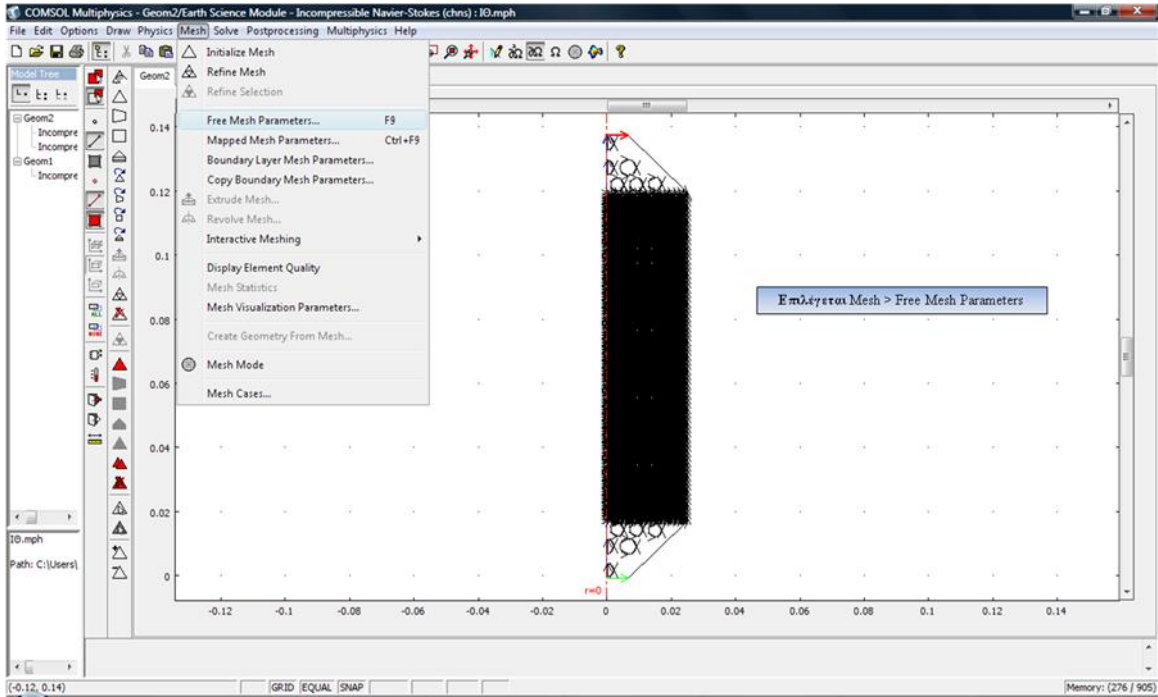 COMSOL Multiphysics - Geom2/Earth Science Module - Incompressible Navier-Stokes (chns) : IΘ.mph
File Edit Options Draw Physics Mesh Solve Postprocessing Multiphysics Help
Model Tree
Geom2
Incompre
Incompre
Geom1
Incompre
IΘ.mph
Path: C:\Users\
Geom2
Initialize Mesh
Refine Mesh
Refine Selection
Free Mesh Parameters... F9
Mapped Mesh Parameters... Ctrl+F9
Boundary Layer Mesh Parameters...
Copy Boundary Mesh Parameters...
Extrude Mesh...
Revolve Mesh...
Interactive Meshing
Display Element Quality
Mesh Statistics
Mesh Visualization Parameters...
Create Geometry From Mesh...
Mesh Mode
Mesh Cases...
0.14
0.12
0.1
0.08
0.06
0.04
0.02
0
r=0
-0.12 -0.1 -0.08 -0.06 -0.04 -0.02 0 0.02 0.04 0.06 0.08 0.1 0.12 0.14
Επιλέγεται Mesh > Free Mesh Parameters
(-0.12, 0.14) GRID EQUAL SNAP Memory: (276 / 905)